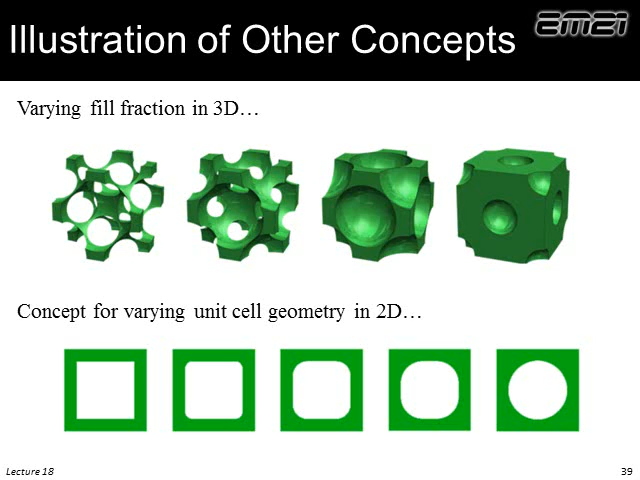 Illustration of Other Concepts
EM21
Varying fill fraction in 3D…
Concept for varying unit cell geometry in 2D…
Lecture 18
39